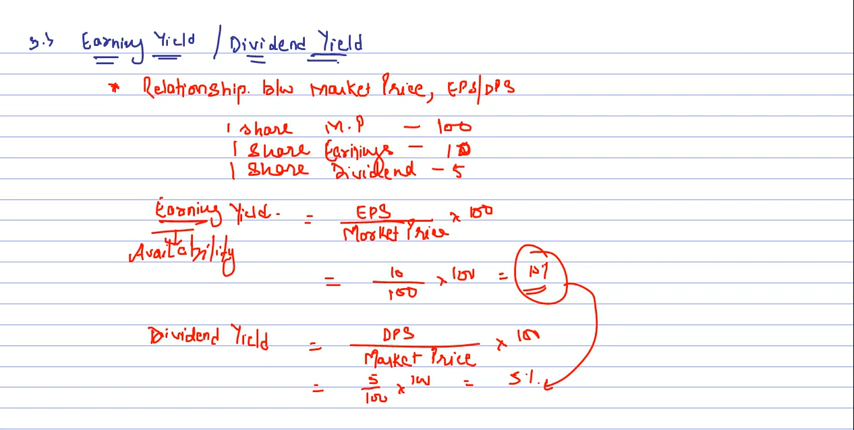 3.> Earning Yield / Dividend Yield
* Relationship b/w Market Price, EPS/DPS
1 share M.P - 100
1 share Earnings - 10
1 share Dividend - 5
Earning Yield = EPS / Market Price × 100
Availability
= 10 / 100 × 100 = 10%
Dividend Yield = DPS / Market Price × 100
= 5 / 100 × 100 = 5%